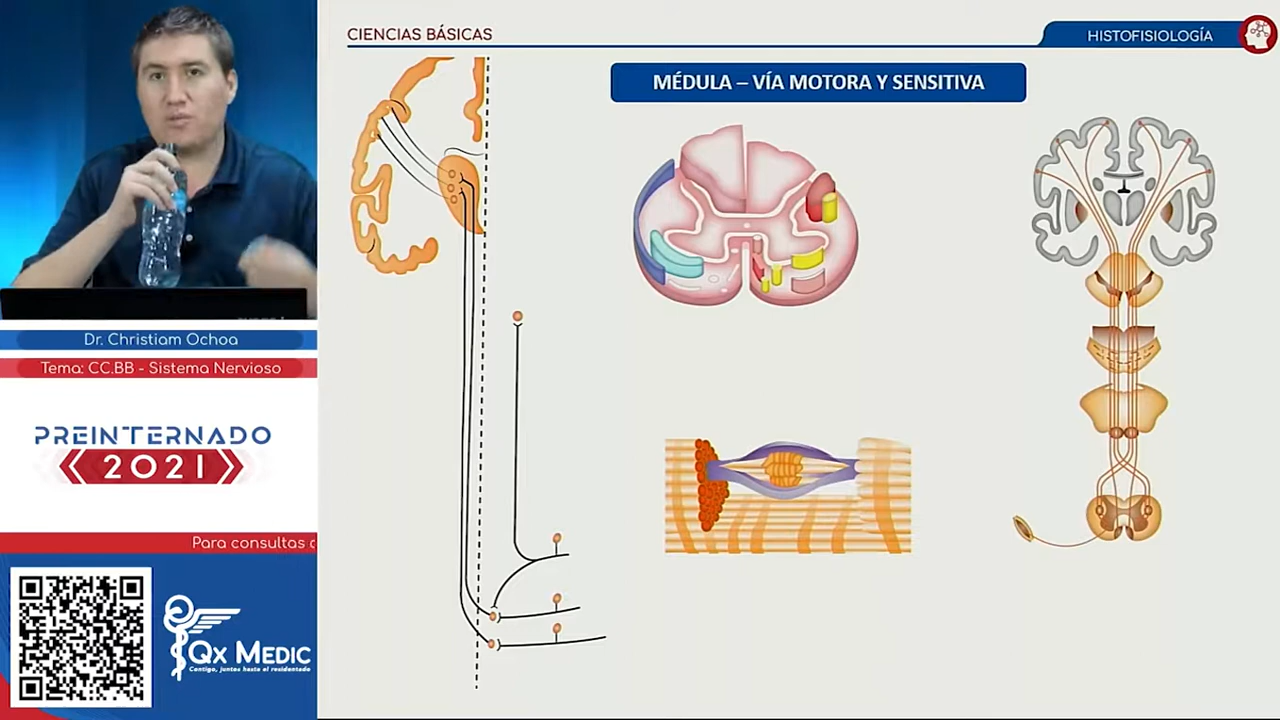 CIENCIAS BÁSICAS
HISTOFISIOLOGÍA
MÉDULA – VÍA MOTORA Y SENSITIVA
Dr. Christiam Ochoa
Tema: CC.BB - Sistema Nervioso
PREINTERNADO
2021
Para consultas
Qx MEDIC
Contigo, juntos hasta el residentado